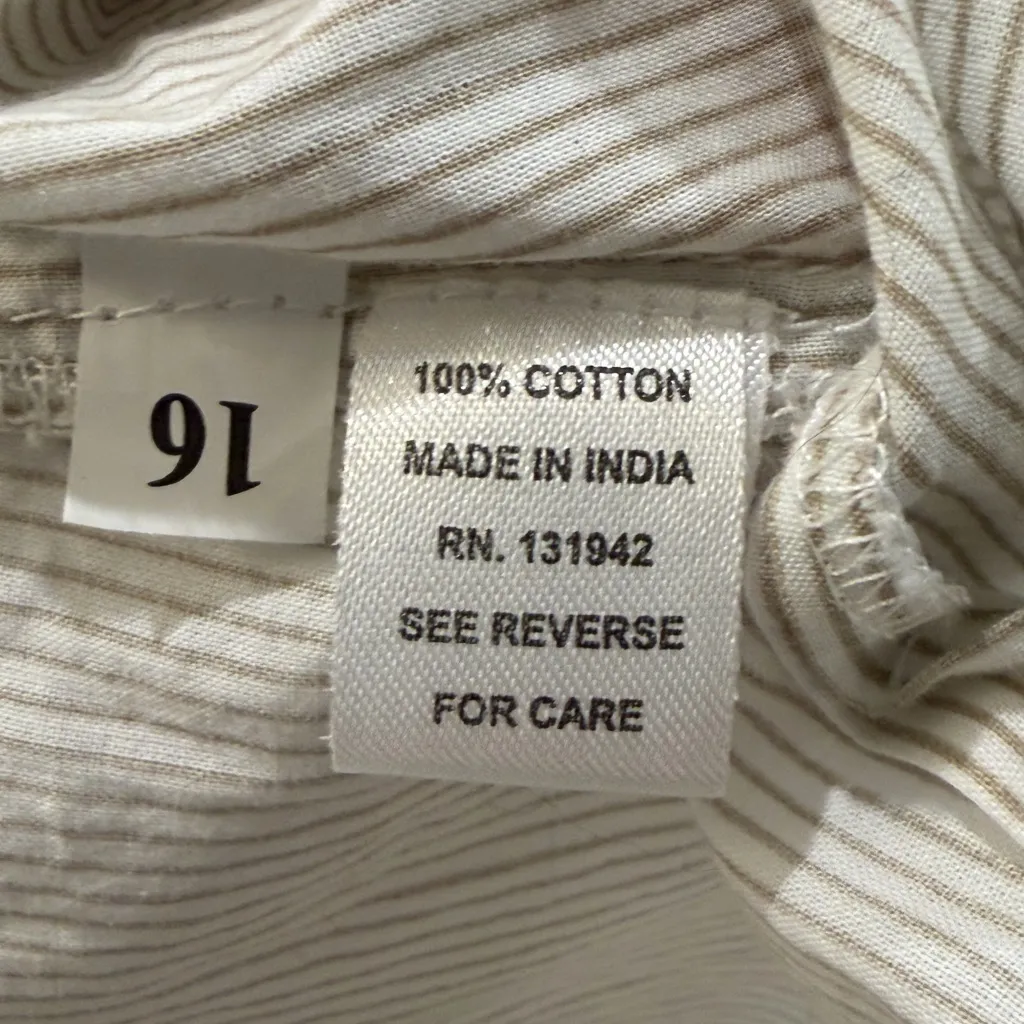 16
100% COTTON
MADE IN INDIA
RN. 131942
SEE REVERSE
FOR CARE